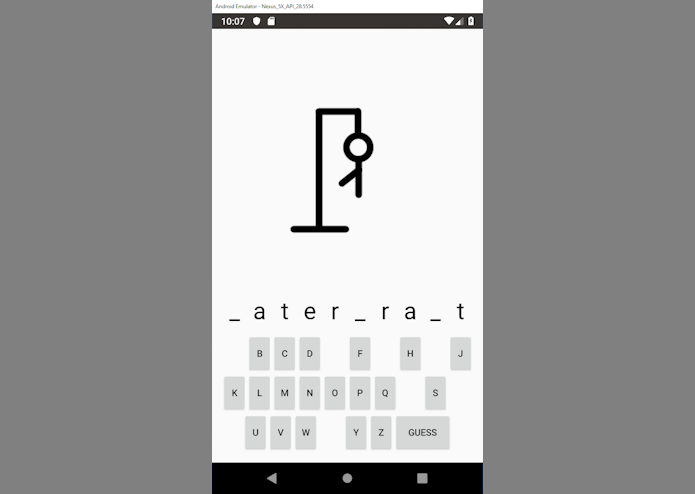 Android Emulator - Nexus_5X_API_28:5554
10:07
_ a t e r _ r a _ t
B C D F H J
K L M N O P Q S
U V W Y Z GUESS